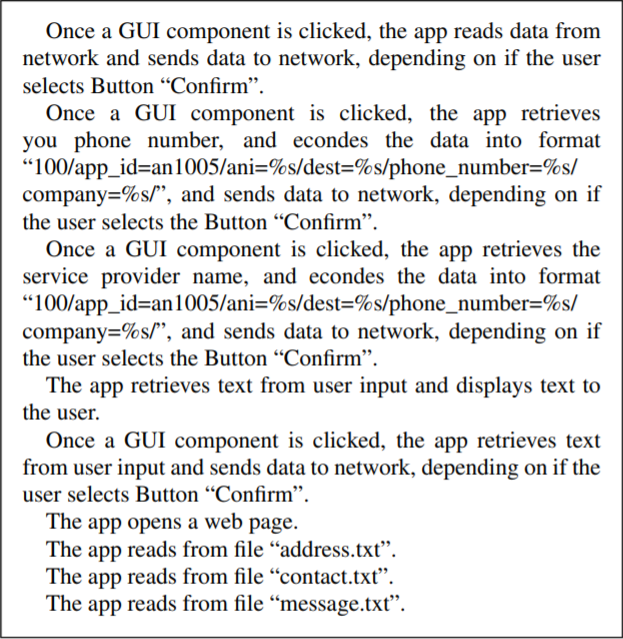 Once a GUI component is clicked, the app reads data from
network and sends data to network, depending on if the user
selects Button “Confirm”.
Once a GUI component is clicked, the app retrieves
you phone number, and econdes the data into format
“100/app_id=an1005/ani=%s/dest=%s/phone_number=%s/
company=%s/”, and sends data to network, depending on if
the user selects the Button “Confirm”.
Once a GUI component is clicked, the app retrieves the
service provider name, and econdes the data into format
“100/app_id=an1005/ani=%s/dest=%s/phone_number=%s/
company=%s/”, and sends data to network, depending on if
the user selects the Button “Confirm”.
The app retrieves text from user input and displays text to
the user.
Once a GUI component is clicked, the app retrieves text
from user input and sends data to network, depending on if the
user selects Button “Confirm”.
The app opens a web page.
The app reads from file “address.txt”.
The app reads from file “contact.txt”.
The app reads from file “message.txt”.